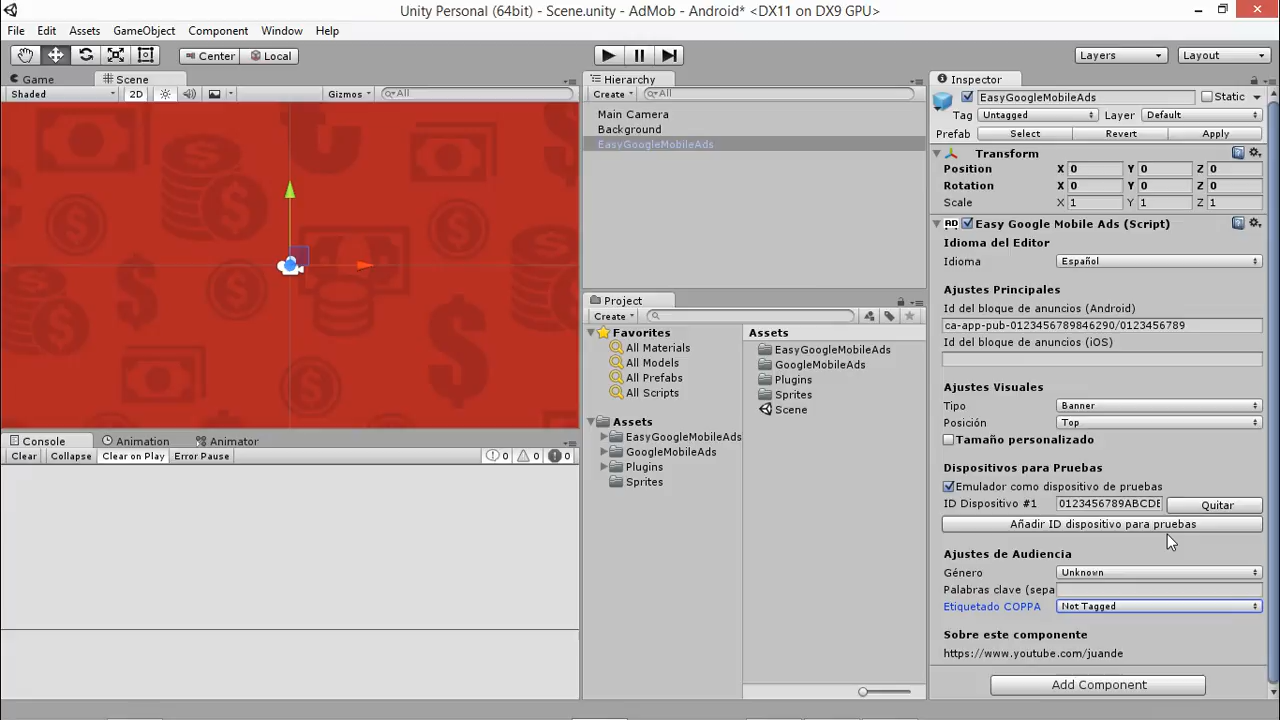 Unity Personal (64bit) - Scene.unity - AdMob - Android* <DX11 on DX9 GPU>
File Edit Assets GameObject Component Window Help
Center Local Layers Layout
Game Scene
Shaded 2D Gizmos All
Hierarchy
Create All
Main Camera
Background
EasyGoogleMobileAds
Project
Create
Favorites
All Materials
All Models
All Prefabs
All Scripts
Assets
EasyGoogleMobileAds
GoogleMobileAds
Plugins
Sprites
Assets
EasyGoogleMobileAds
GoogleMobileAds
Plugins
Sprites
Scene
Console Animation Animator
Clear Collapse Clear on Play Error Pause 0 0 0
Inspector
EasyGoogleMobileAds Static
Tag Untagged Layer Default
Prefab Select Revert Apply
Transform
Position X 0 Y 0 Z 0
Rotation X 0 Y 0 Z 0
Scale X 1 Y 1 Z 1
AD Easy Google Mobile Ads (Script)
Idioma del Editor
Idioma Español
Ajustes Principales
Id del bloque de anuncios (Android)
ca-app-pub-0123456789846290/0123456789
Id del bloque de anuncios (iOS)
Ajustes Visuales
Tipo Banner
Posición Top
Tamaño personalizado
Dispositivos para Pruebas
Emulador como dispositivo de pruebas
ID Dispositivo #1 0123456789ABCDE Quitar
Añadir ID dispositivo para pruebas
Ajustes de Audiencia
Género Unknown
Palabras clave (sepa
Etiquetado COPPA Not Tagged
Sobre este componente
https://www.youtube.com/juande
Add Component